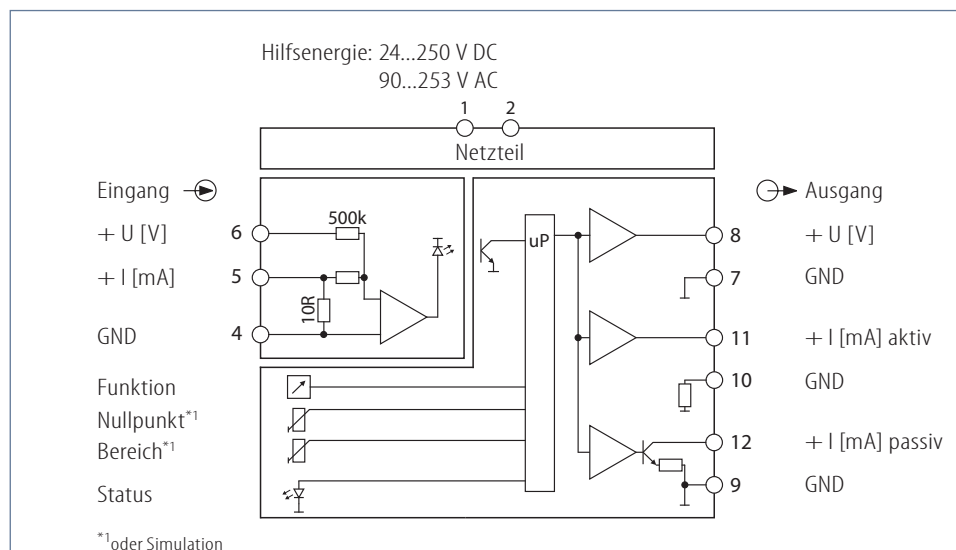 Hilfsenergie: 24...250 V DC
90...253 V AC
1 2
Netzteil
Eingang
Ausgang
500k
+ U [V] 6
uP
8 + U [V]
+ I [mA] 5
7 GND
10R
GND 4
11 + I [mA] aktiv
Funktion
10 GND
Nullpunkt*1
Bereich*1
12 + I [mA] passiv
Status
9 GND
*1oder Simulation